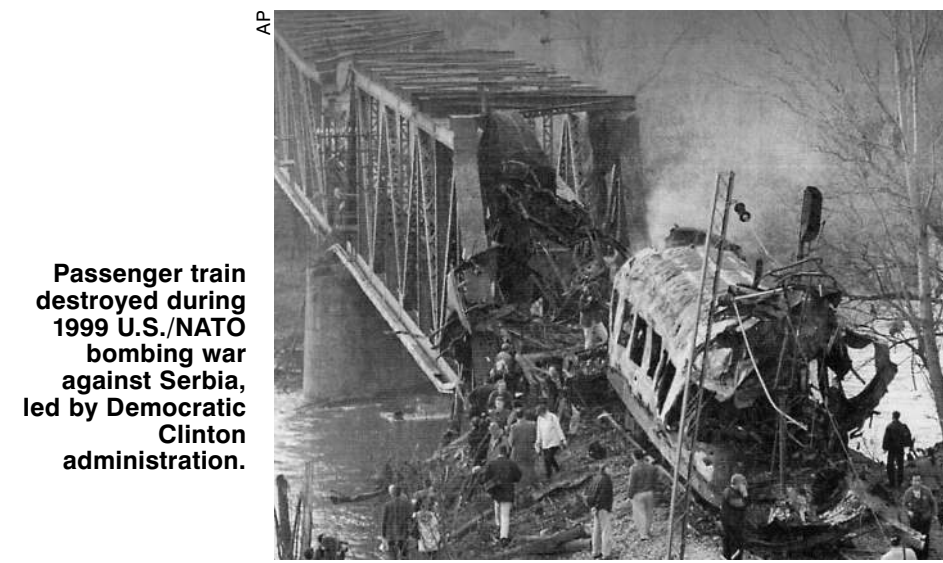 AP
Passenger train
destroyed during
1999 U.S./NATO
bombing war
against Serbia,
led by Democratic
Clinton
administration.